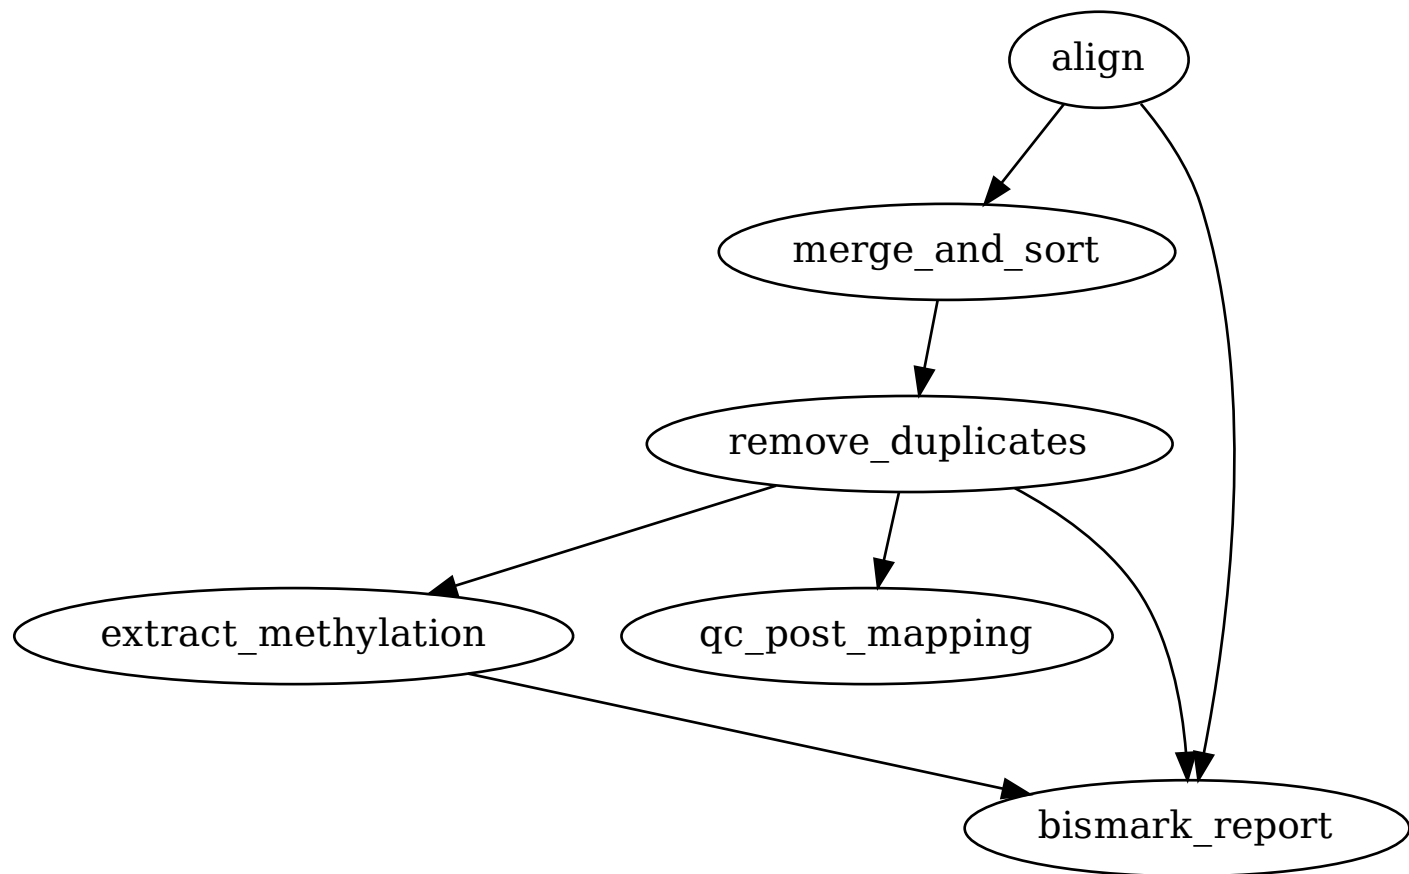 align
merge_and_sort
remove_duplicates
extract_methylation
qc_post_mapping
bismark_report